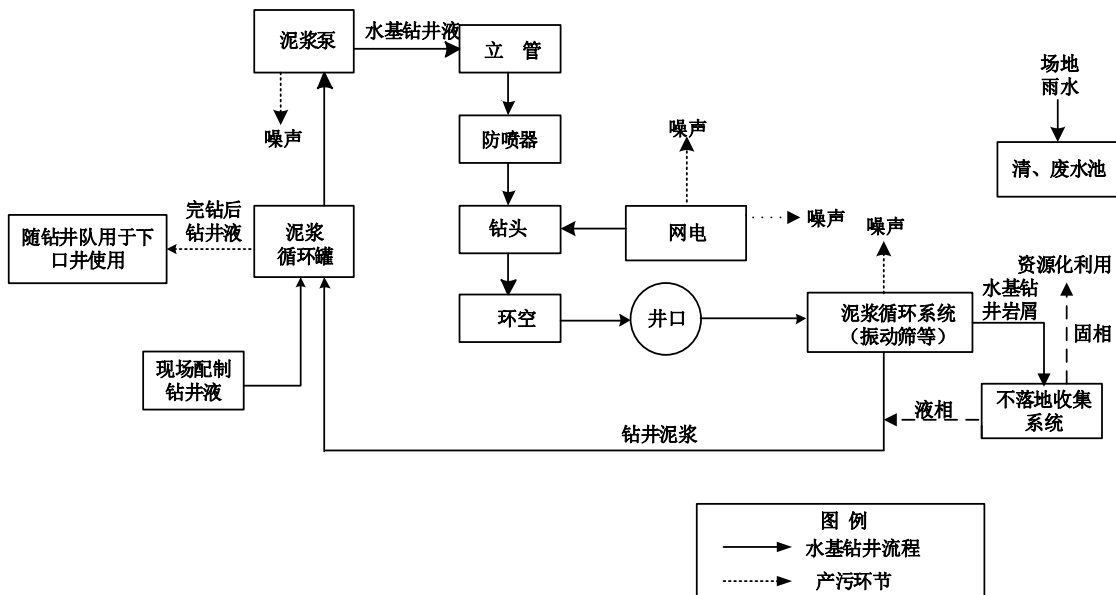 泥浆泵
水基钻井液
立 管
噪声
防喷器
噪声
场地
雨水
清、废水池
完钻后
钻井液
随钻井队用于下
口井使用
泥浆
循环罐
钻头
网电
噪声
噪声
资源化利用
水基钻
井岩屑
环空
井口
泥浆循环系统
（振动筛等）
固相
现场配制
钻井液
液相
不落地收集
系统
钻井泥浆
图 例
水基钻井流程
产污环节